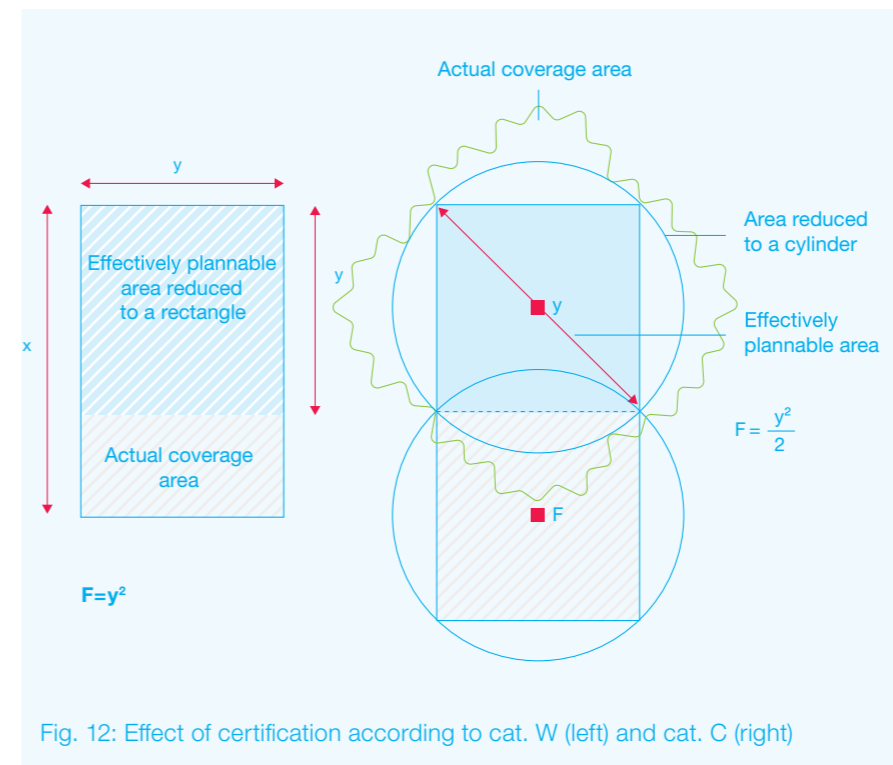 Actual coverage area
y
Effectively plannable
area reduced
to a rectangle
y
x
Actual coverage
area
F=y²
y
Area reduced
to a cylinder
Effectively
plannable area
F = y²/2
F
Fig. 12: Effect of certification according to cat. W (left) and cat. C (right)